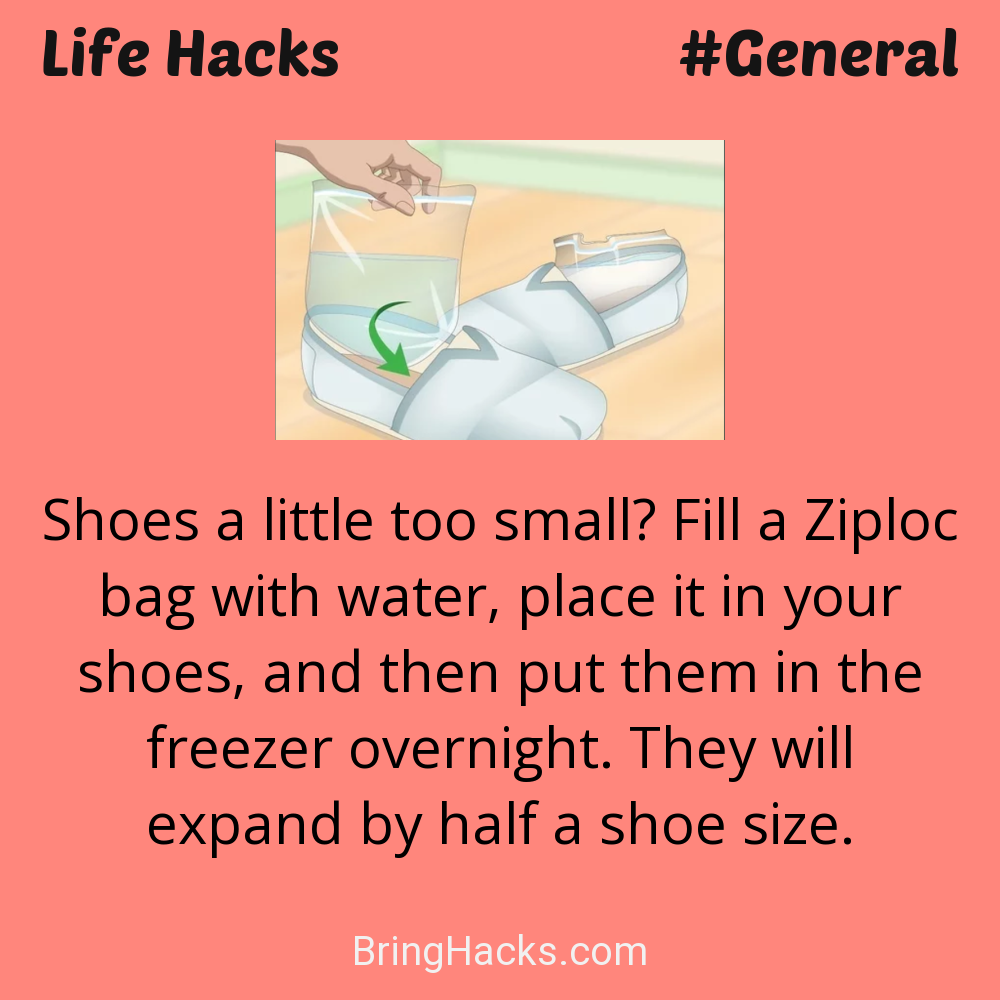 Life Hacks
#General
Shoes a little too small? Fill a Ziploc
bag with water, place it in your
shoes, and then put them in the
freezer overnight. They will
expand by half a shoe size.
BringHacks.com